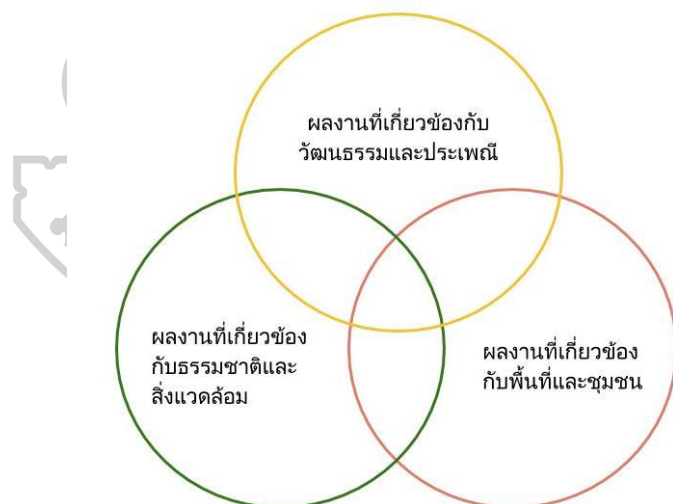 ผลงานที่เกี่ยวข้องกับ
วัฒนธรรมและประเพณี
ผลงานที่เกี่ยวข้อง
กับธรรมชาติและ
สิ่งแวดล้อม
ผลงานที่เกี่ยวข้อง
กับพื้นที่และชุมชน